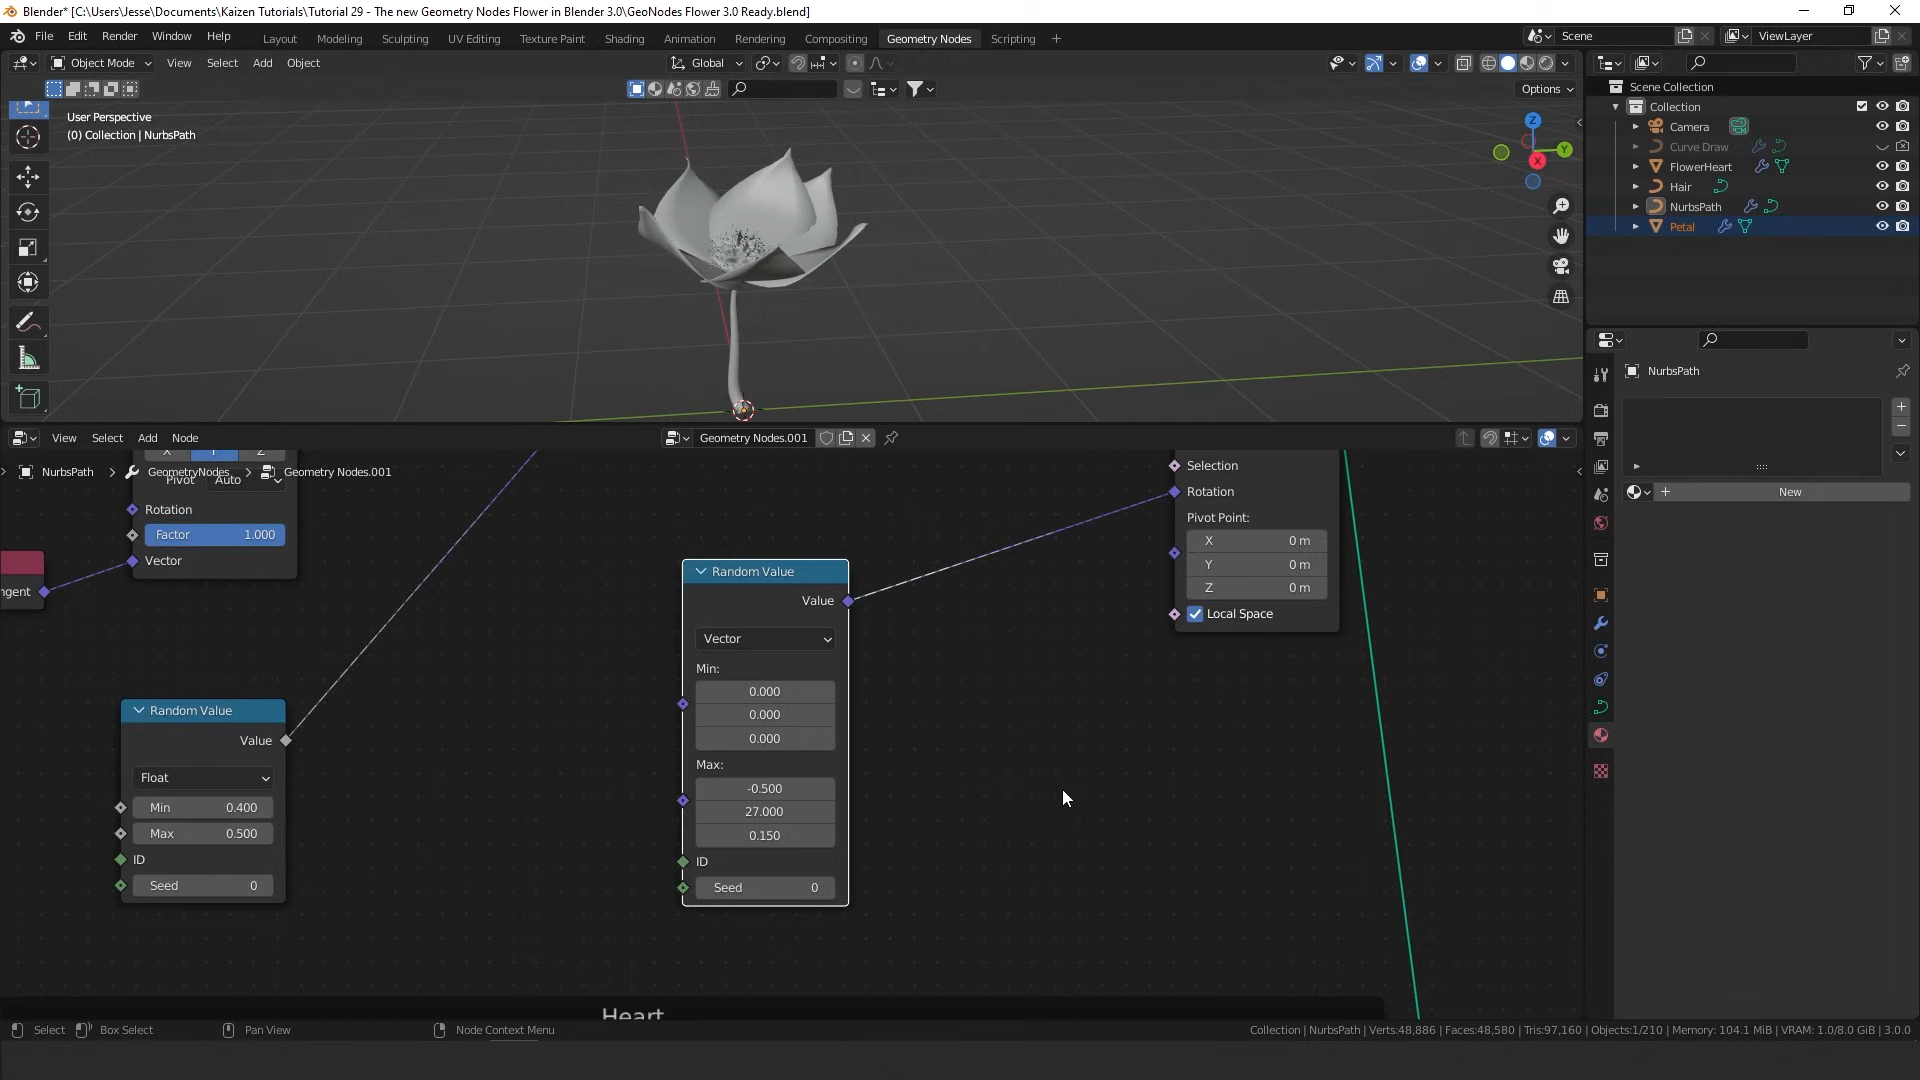 Blender* [C:\Users\Jesse\Documents\Kaizen Tutorials\Tutorial 29 - The new Geometry Nodes Flower in Blender 3.0\GeoNodes Flower 3.0 Ready.blend]
File Edit Render Window Help
Layout Modeling Sculpting UV Editing Texture Paint Shading Animation Rendering Compositing Geometry Nodes Scripting
Scene
ViewLayer
Object Mode View Select Add Object
Global
Options
User Perspective
(0) Collection | NurbsPath
Z
Y
X
Scene Collection
Collection
Camera
Curve Draw
FlowerHeart
Hair
NurbsPath
Petal
NurbsPath
New
View Select Add Node
Geometry Nodes.001
NurbsPath
GeometryNodes
Geometry Nodes.001
X Y Z
Pivot Auto
Rotation
Factor 1.000
Vector
ngent
Random Value
Value
Float
Min 0.400
Max 0.500
ID
Seed 0
Random Value
Value
Vector
Min:
0.000
0.000
0.000
Max:
-0.500
27.000
0.150
ID
Seed 0
Selection
Rotation
Pivot Point:
X 0 m
Y 0 m
Z 0 m
Local Space
Heart
Select
Box Select
Pan View
Node Context Menu
Collection | NurbsPath | Verts:48,886 | Faces:48,580 | Tris:97,160 | Objects:1/210 | Memory: 104.1 MiB | VRAM: 1.0/8.0 GiB | 3.0.0